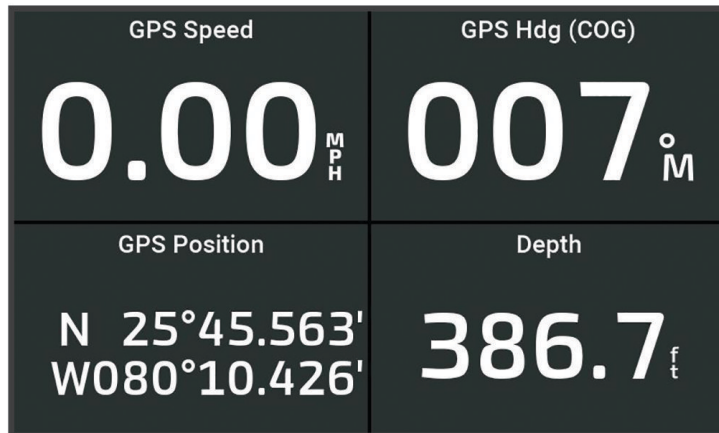 GPS Speed
0.00 MPH
GPS Hdg (COG)
007°M
GPS Position
N 25°45.563'
W080°10.426'
Depth
386.7 ft